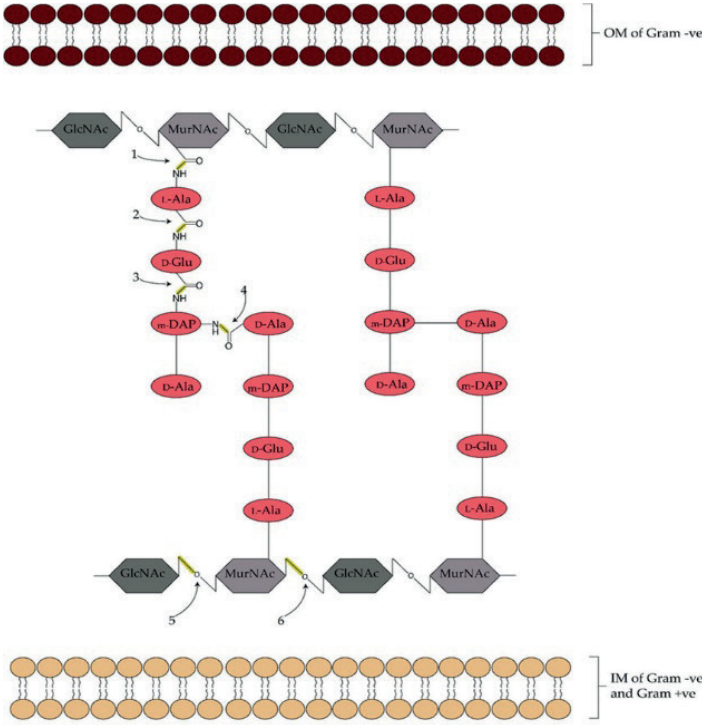 OM of Gram -ve
GlcNAc
O
MurNAc
O
GlcNAc
O
MurNAc
1
O
NH
L-Ala
L-Ala
2
O
NH
D-Glu
D-Glu
3
O
NH
4
m-DAP
N
H
O
D-Ala
m-DAP
D-Ala
D-Ala
m-DAP
D-Ala
m-DAP
D-Glu
D-Glu
L-Ala
L-Ala
GlcNAc
O
MurNAc
O
GlcNAc
O
MurNAc
5
6
IM of Gram -ve
and Gram +ve